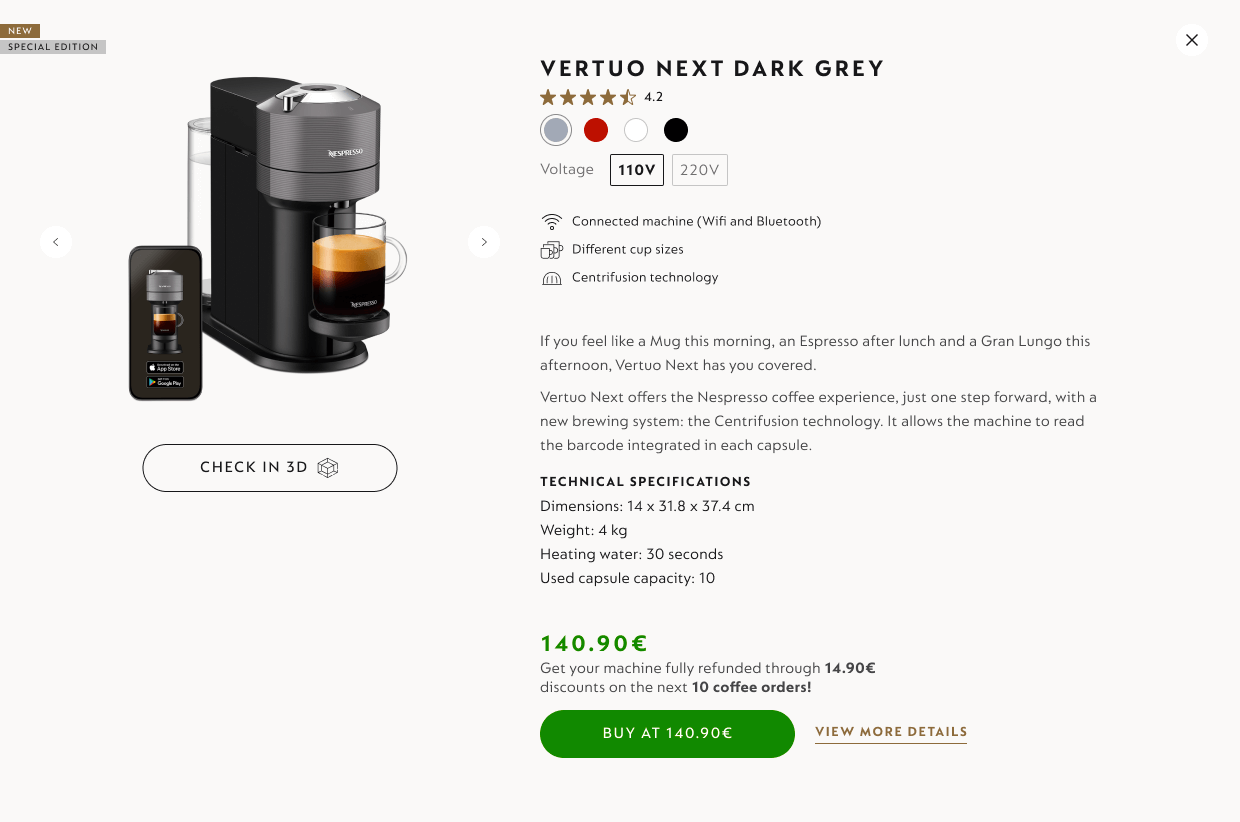 NEW
SPECIAL EDITION
VERTUO NEXT DARK GREY
4.2
Voltage 110V 220V
NESPRESSO
Connected machine (Wifi and Bluetooth)
Different cup sizes
Centrifusion technology
NESPRESSO
App Store
Google Play
CHECK IN 3D
If you feel like a Mug this morning, an Espresso after lunch and a Gran Lungo this
afternoon, Vertuo Next has you covered.
Vertuo Next offers the Nespresso coffee experience, just one step forward, with a
new brewing system: the Centrifusion technology. It allows the machine to read
the barcode integrated in each capsule.
TECHNICAL SPECIFICATIONS
Dimensions: 14 x 31.8 x 37.4 cm
Weight: 4 kg
Heating water: 30 seconds
Used capsule capacity: 10
140.90€
Get your machine fully refunded through 14.90€
discounts on the next 10 coffee orders!
BUY AT 140.90€
VIEW MORE DETAILS